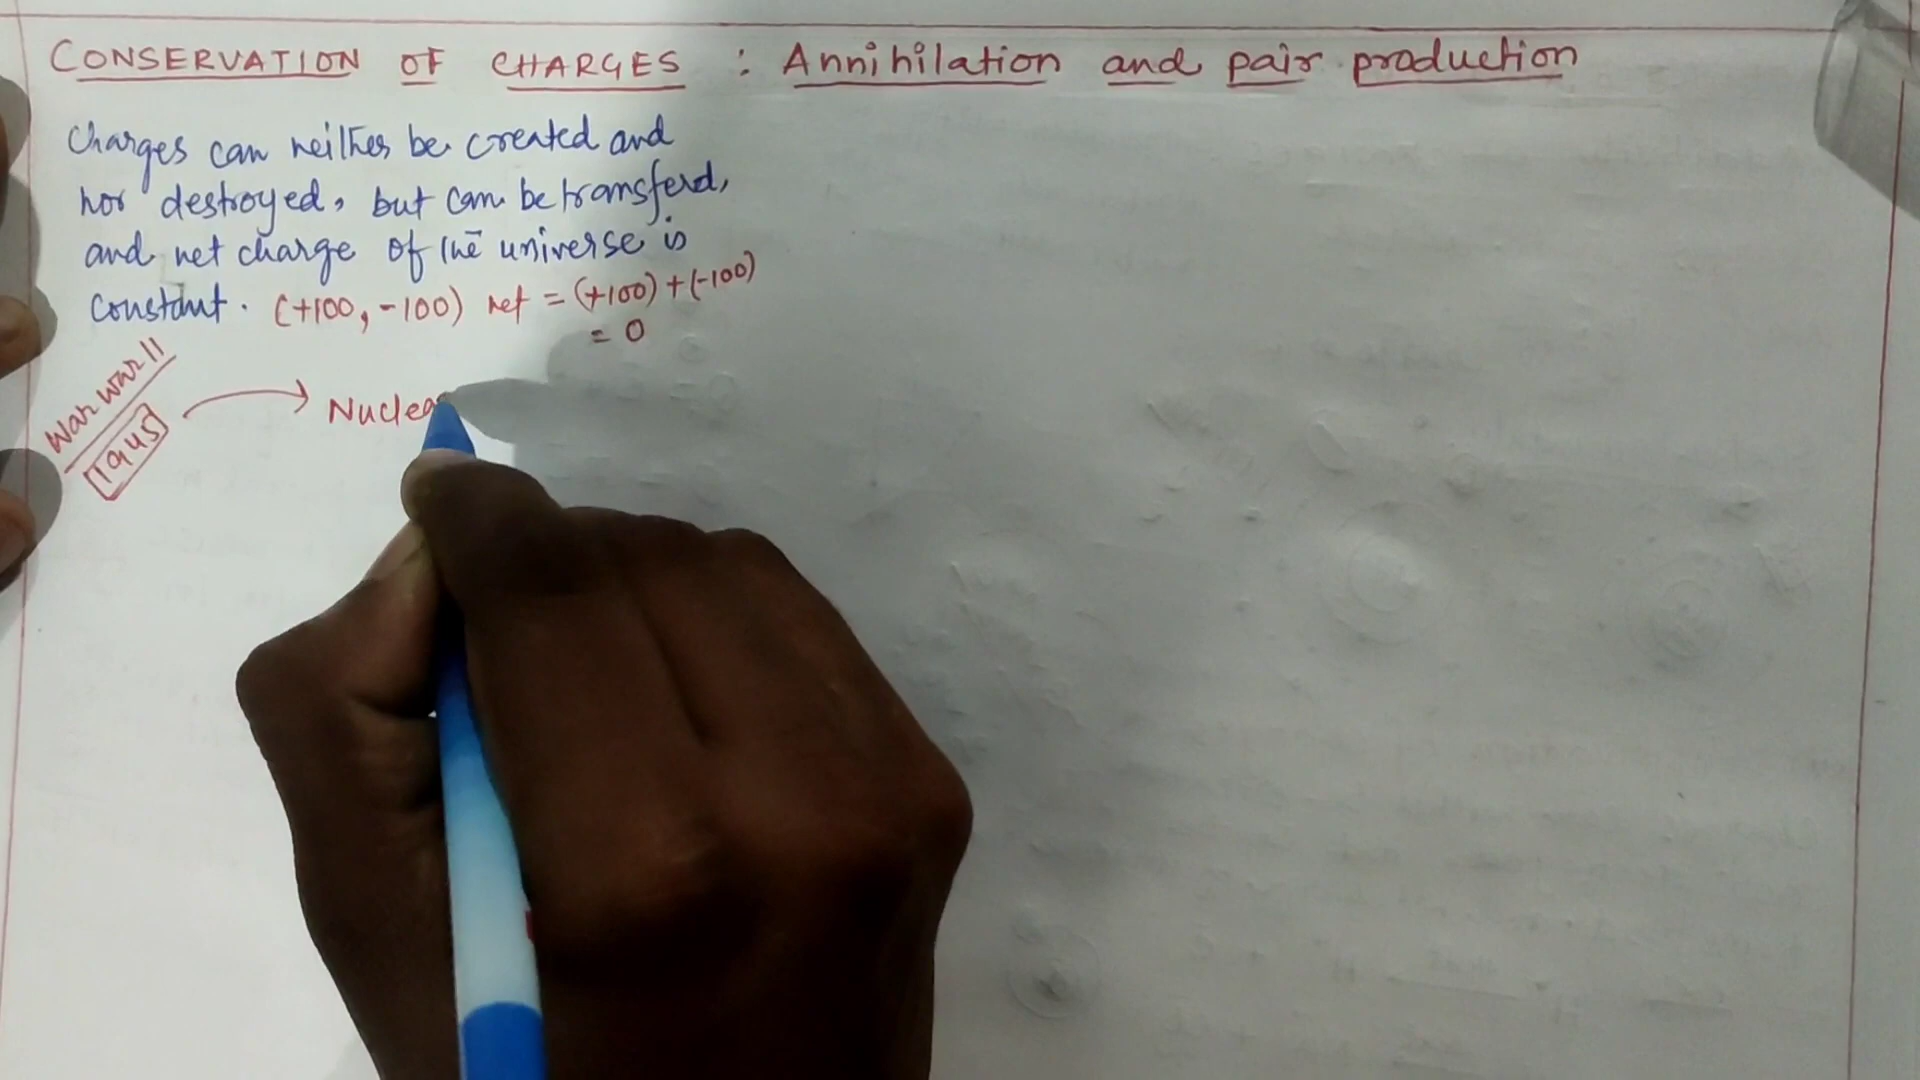 CONSERVATION OF CHARGES : Annihilation and pair production
Charges can neither be created and
nor destroyed, but can be transferd,
and net charge of the universe is
constant. (+100, -100) net = (+100) + (-100)
= 0
War war II
1945
Nuclea